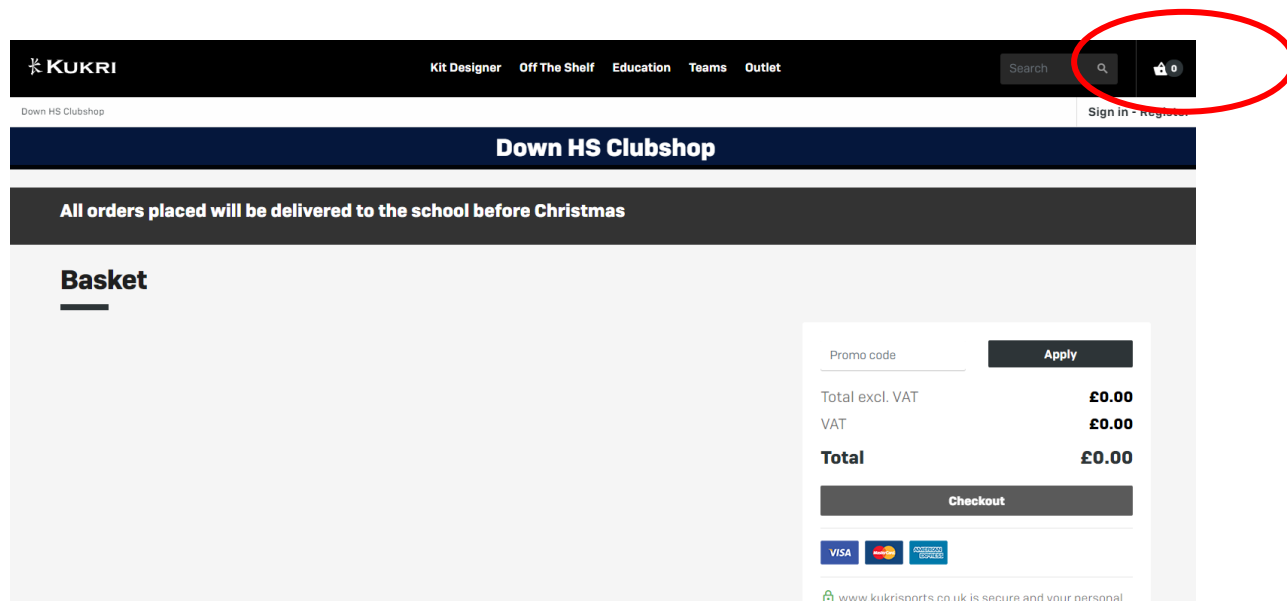 KUKRI Kit Designer Off The Shelf Education Teams Outlet Search 0
Down HS Clubshop Sign in - Register
Down HS Clubshop
All orders placed will be delivered to the school before Christmas
Basket
Promo code Apply
Total excl. VAT £0.00
VAT £0.00
Total £0.00
Checkout
VISA MasterCard AMERICAN EXPRESS
www.kukrisports.co.uk is secure and your personal